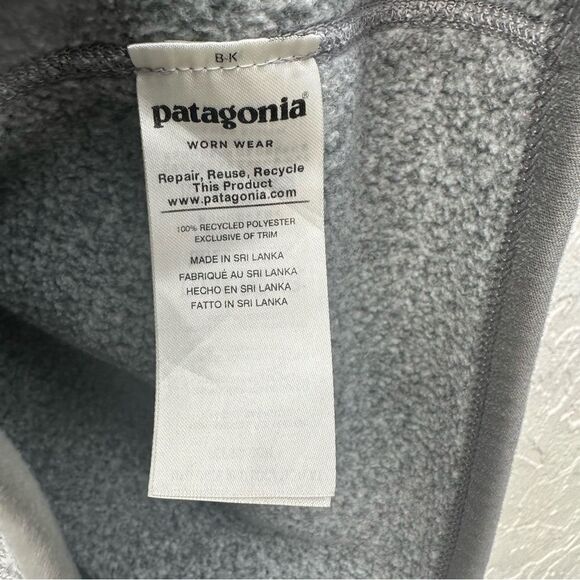 B-K
patagonia®
WORN WEAR
Repair, Reuse, Recycle
This Product
www.patagonia.com
100% RECYCLED POLYESTER
EXCLUSIVE OF TRIM
MADE IN SRI LANKA
FABRIQUÉ AU SRI LANKA
HECHO EN SRI LANKA
FATTO IN SRI LANKA